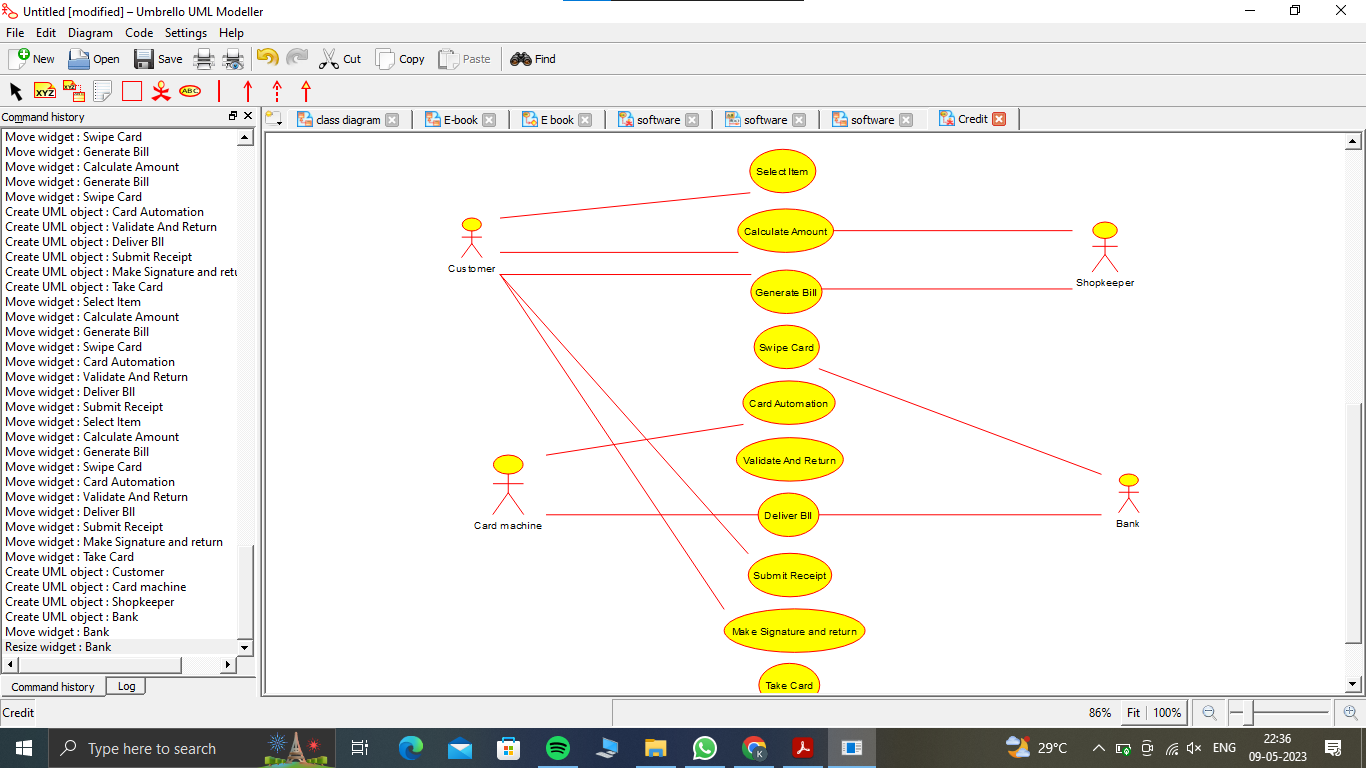 Untitled [modified] – Umbrello UML Modeller
File Edit Diagram Code Settings Help
New Open Save Cut Copy Paste Find
XYZ XYZ ABC
Command history
class diagram E-book E book software software software Credit
Move widget : Swipe Card
Move widget : Generate Bill
Move widget : Calculate Amount
Move widget : Generate Bill
Move widget : Swipe Card
Create UML object : Card Automation
Create UML object : Validate And Return
Create UML object : Deliver BIl
Create UML object : Submit Receipt
Create UML object : Make Signature and retu
Create UML object : Take Card
Move widget : Select Item
Move widget : Calculate Amount
Move widget : Generate Bill
Move widget : Swipe Card
Move widget : Card Automation
Move widget : Validate And Return
Move widget : Deliver BIl
Move widget : Submit Receipt
Move widget : Select Item
Move widget : Calculate Amount
Move widget : Generate Bill
Move widget : Swipe Card
Move widget : Card Automation
Move widget : Validate And Return
Move widget : Deliver BIl
Move widget : Submit Receipt
Move widget : Make Signature and return
Move widget : Take Card
Create UML object : Customer
Create UML object : Card machine
Create UML object : Shopkeeper
Create UML object : Bank
Move widget : Bank
Resize widget : Bank
Command history Log
Select Item
Calculate Amount
Customer
Shopkeeper
Generate Bill
Swipe Card
Card Automation
Validate And Return
Deliver BIl
Card machine
Bank
Submit Receipt
Make Signature and return
Take Card
Credit
86% Fit 100%
Type here to search
K
29°C ENG
22:36
09-05-2023